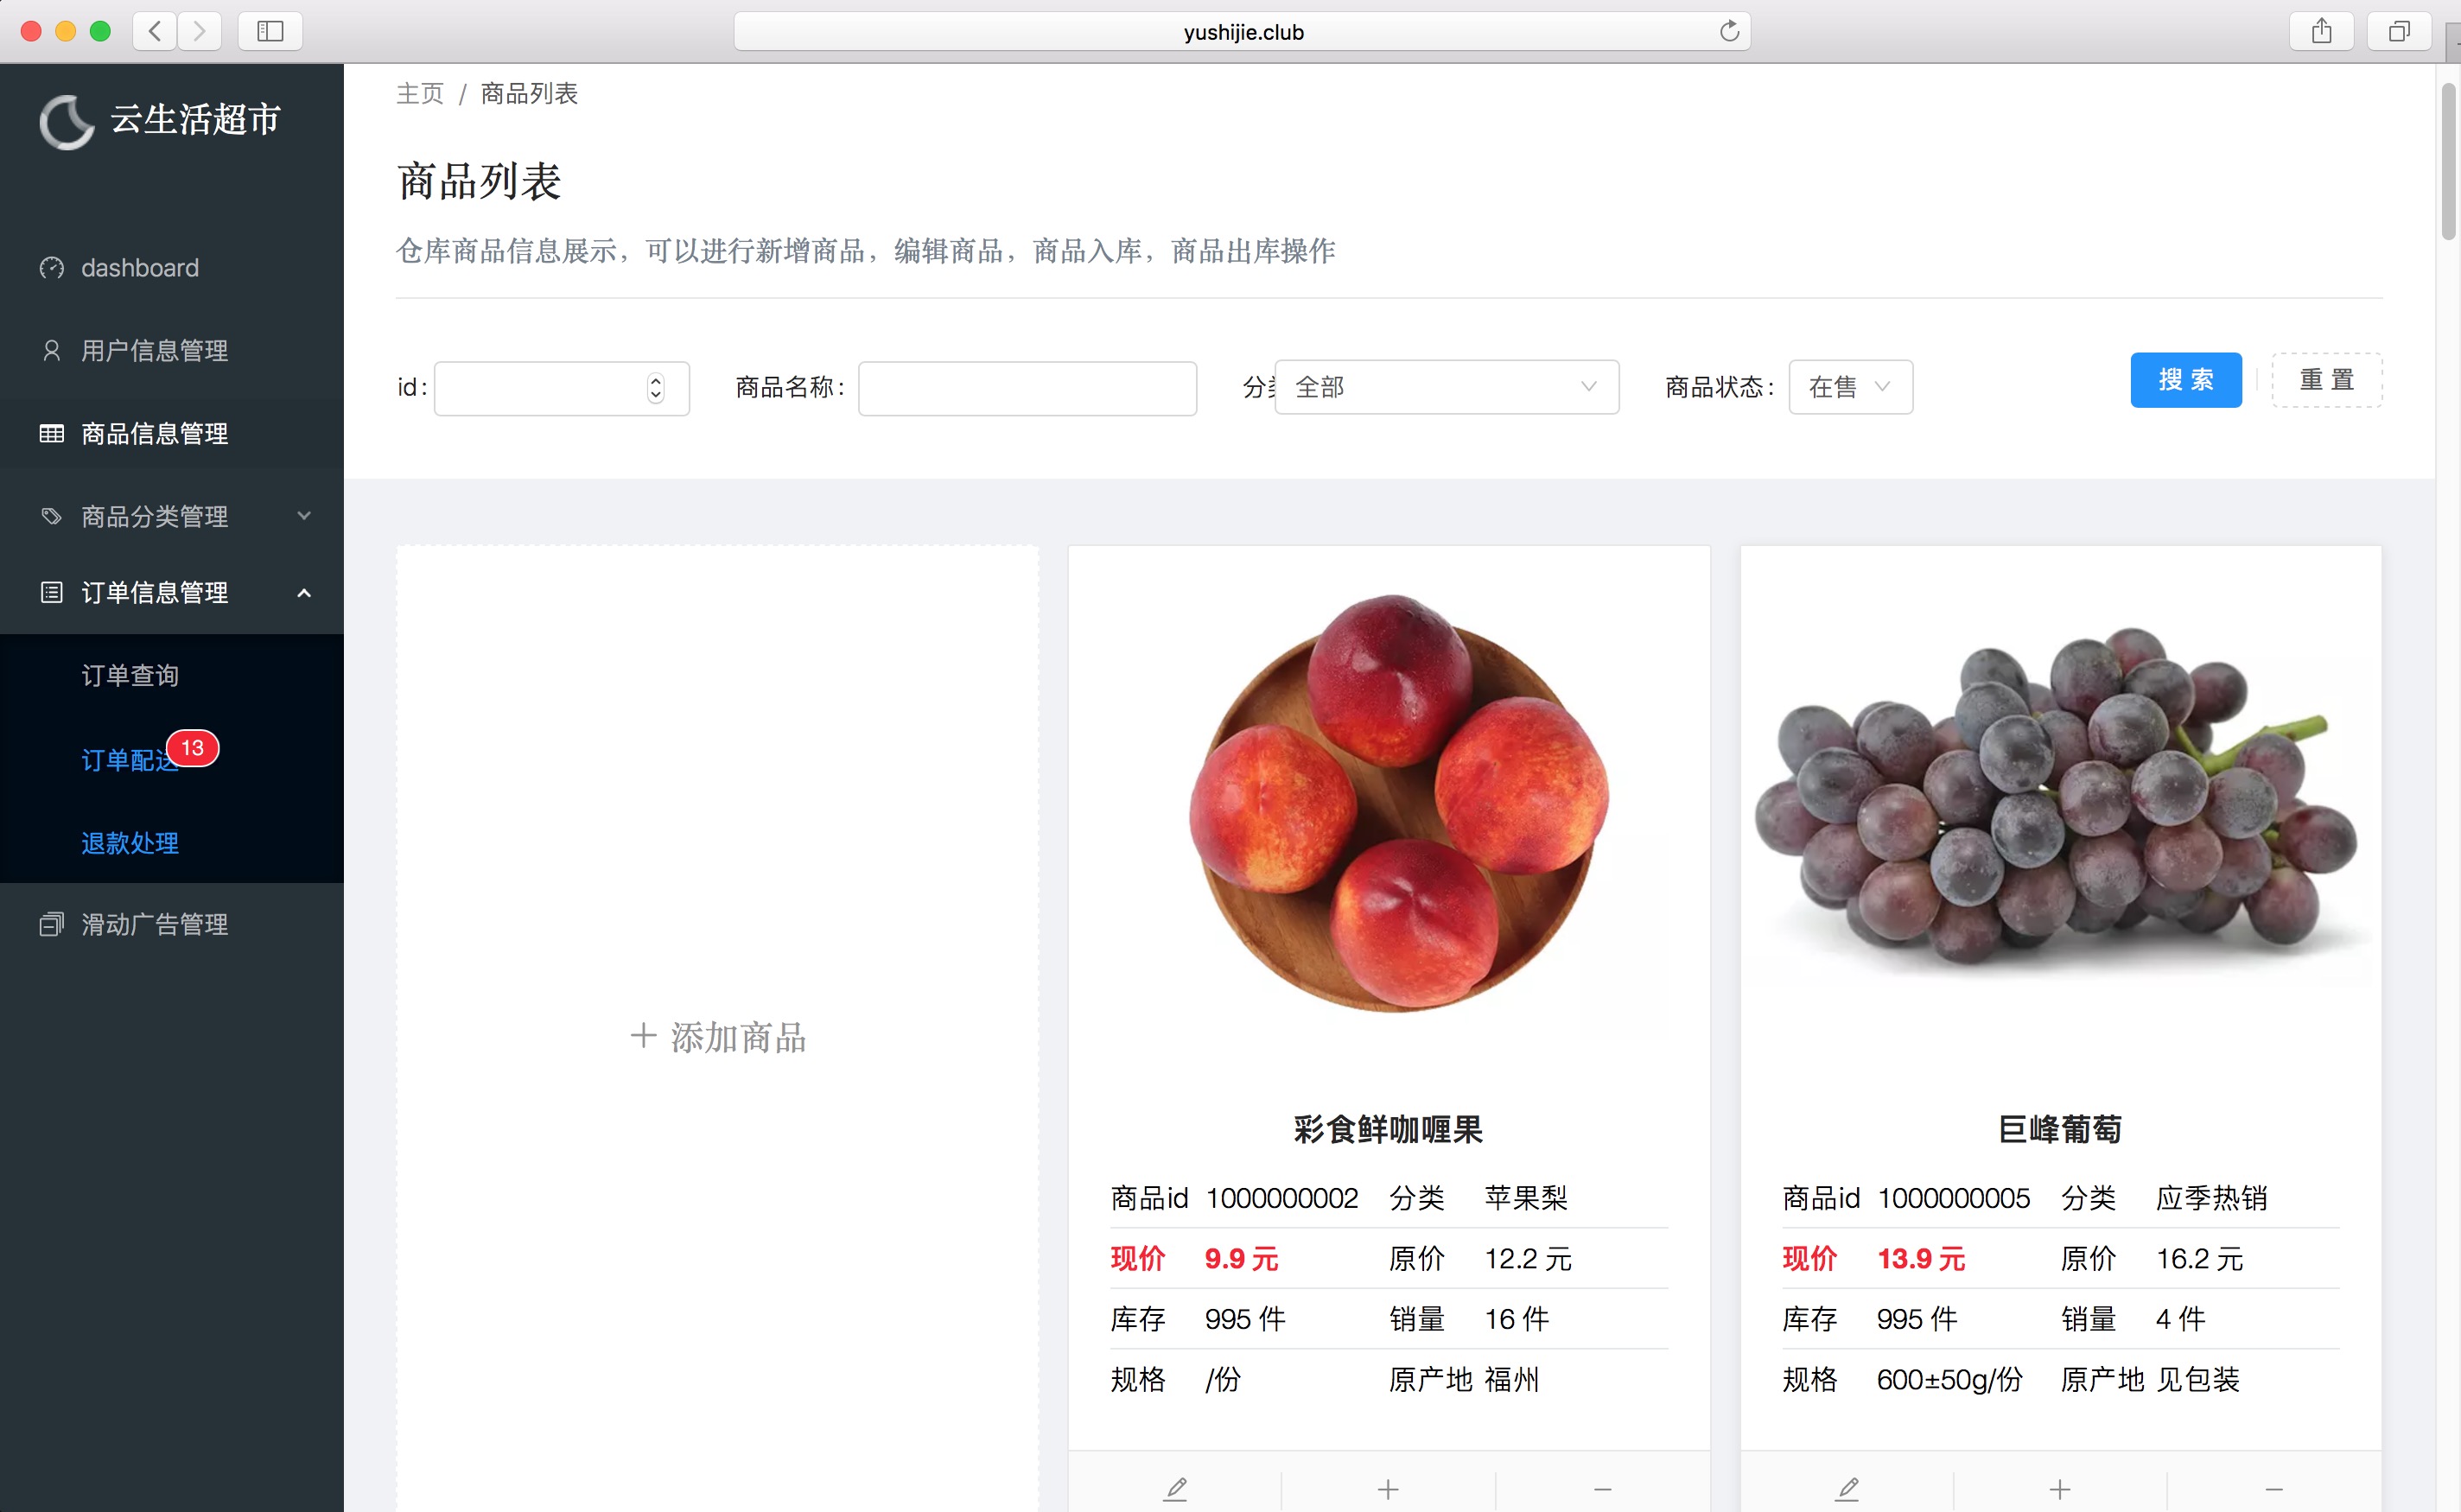 yushijie.club
云生活超市
dashboard
用户信息管理
商品信息管理
商品分类管理
订单信息管理
订单查询
订单配送
13
退款处理
滑动广告管理
主页 / 商品列表
商品列表
仓库商品信息展示，可以进行新增商品，编辑商品，商品入库，商品出库操作
id :
商品名称 :
分类
全部
商品状态 :
在售
搜 索
重 置
+ 添加商品
彩食鲜咖喱果
商品id 1000000002 分类 苹果梨
现价 9.9 元 原价 12.2 元
库存 995 件 销量 16 件
规格 /份 原产地 福州
巨峰葡萄
商品id 1000000005 分类 应季热销
现价 13.9 元 原价 16.2 元
库存 995 件 销量 4 件
规格 600±50g/份 原产地 见包装